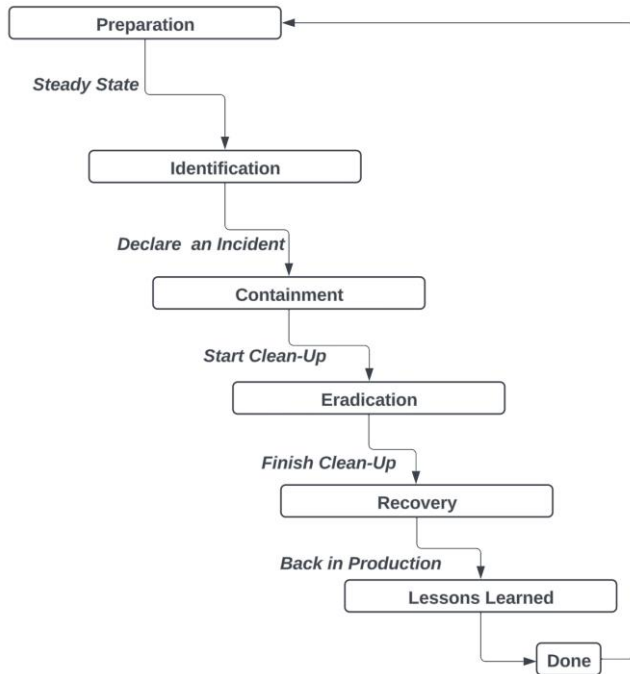 Preparation
Steady State
Identification
Declare an Incident
Containment
Start Clean-Up
Eradication
Finish Clean-Up
Recovery
Back in Production
Lessons Learned
Done